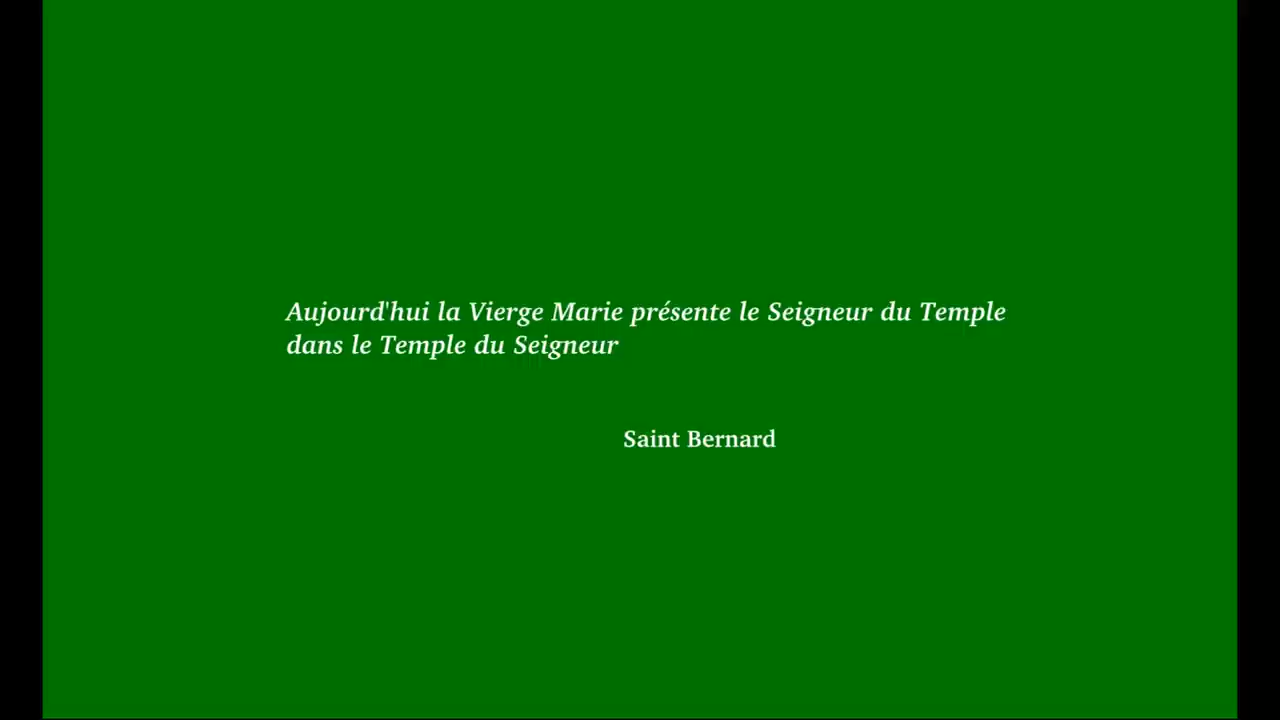 Aujourd'hui la Vierge Marie présente le Seigneur du Temple
dans le Temple du Seigneur
Saint Bernard